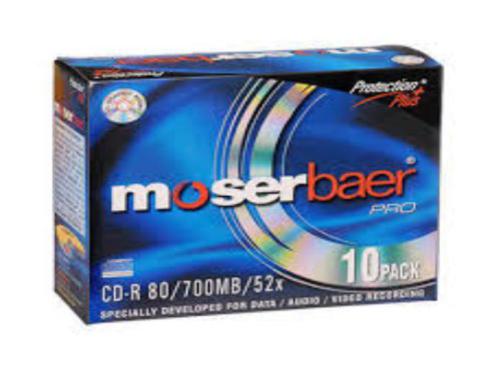 Protection
Plus
moserbaer®
PRO
10 PACK
CD-R 80/700MB/52x
SPECIALLY DEVELOPED FOR DATA / AUDIO / VIDEO RECORDING